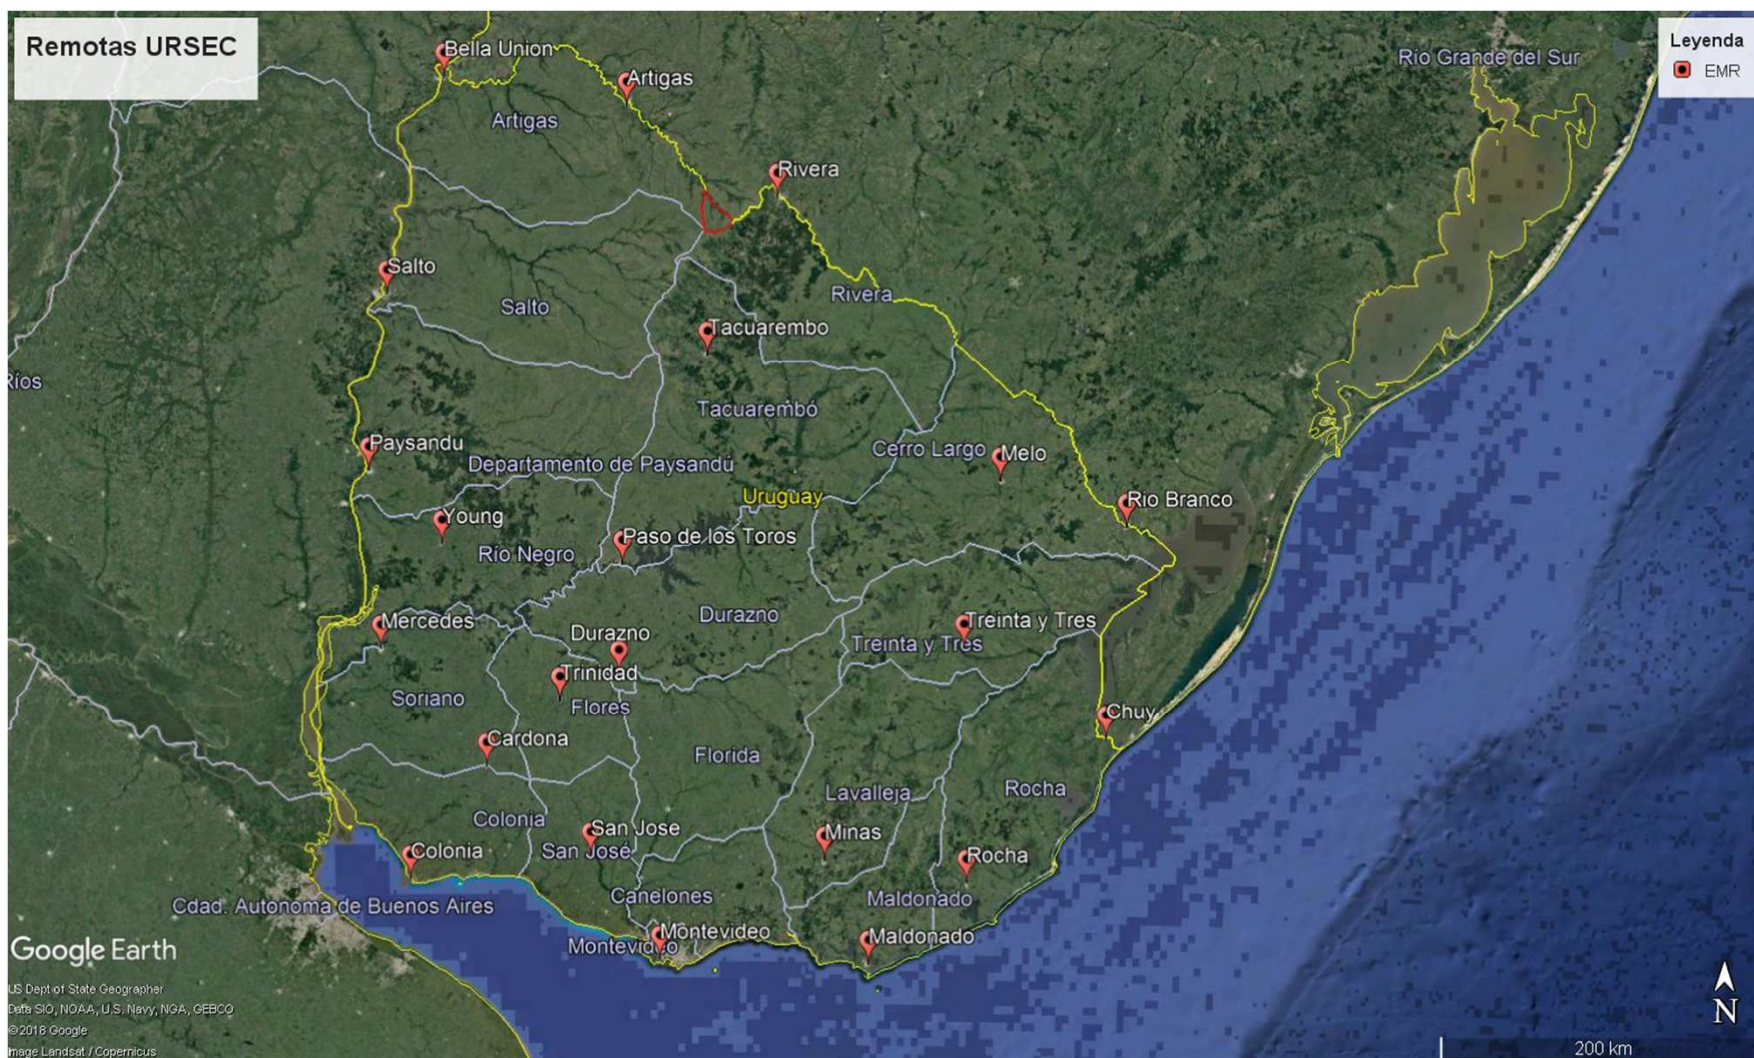 Remotas URSEC
Bella Union
Río Grande del Sur
Leyenda
EMR
Artigas
Artigas
Rivera
Salto
Salto
Rivera
Tacuarembo
Ríos
Tacuarembó
Paysandu
Departamento de Paysandú
Cerro Largo
Melo
Uruguay
Rio Branco
Young
Río Negro
Paso de los Toros
Mercedes
Durazno
Durazno
Treinta y Tres
Treinta y Tres
Trinidad
Soriano
Flores
Chuy
Cardona
Florida
Rocha
Lavalleja
Colonia
San Jose
Minas
Colonia
San José
Rocha
Canelones
Maldonado
Cdad. Autonoma de Buenos Aires
Montevideo
Montevideo
Maldonado
Google Earth
US Dept of State Geographer
Data SIO, NOAA, U.S. Navy, NGA, GEBCO
©2018 Google
Image Landsat / Copernicus
N
200 km